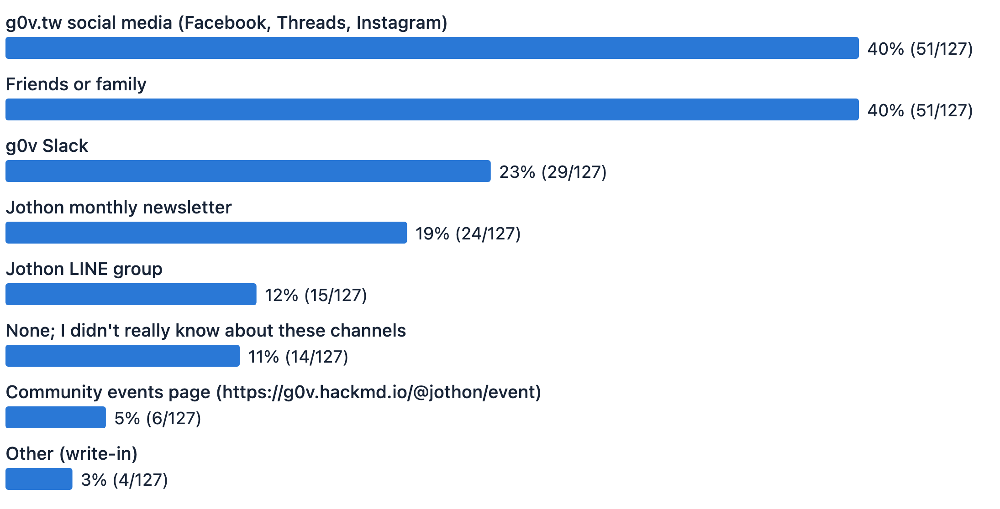 g0v.tw social media (Facebook, Threads, Instagram)
40% (51/127)
Friends or family
40% (51/127)
g0v Slack
23% (29/127)
Jothon monthly newsletter
19% (24/127)
Jothon LINE group
12% (15/127)
None; I didn't really know about these channels
11% (14/127)
Community events page (https://g0v.hackmd.io/@jothon/event)
5% (6/127)
Other (write-in)
3% (4/127)